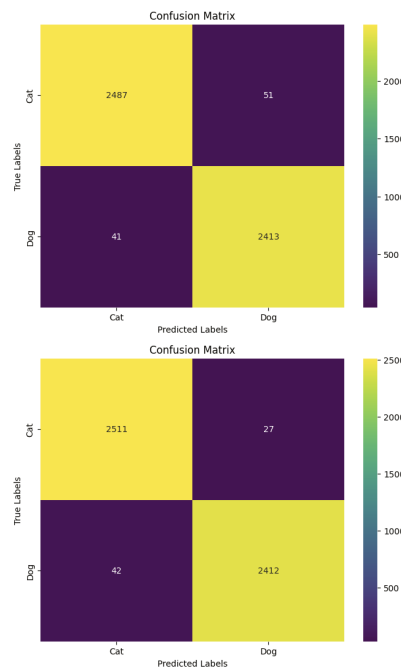 Confusion Matrix
Cat
2487
51
2000
1500
1000
500
True Labels
Dog
41
2413
Cat
Dog
Predicted Labels
Confusion Matrix
2500
Cat
2511
27
2000
1500
1000
500
True Labels
Dog
42
2412
Cat
Dog
Predicted Labels